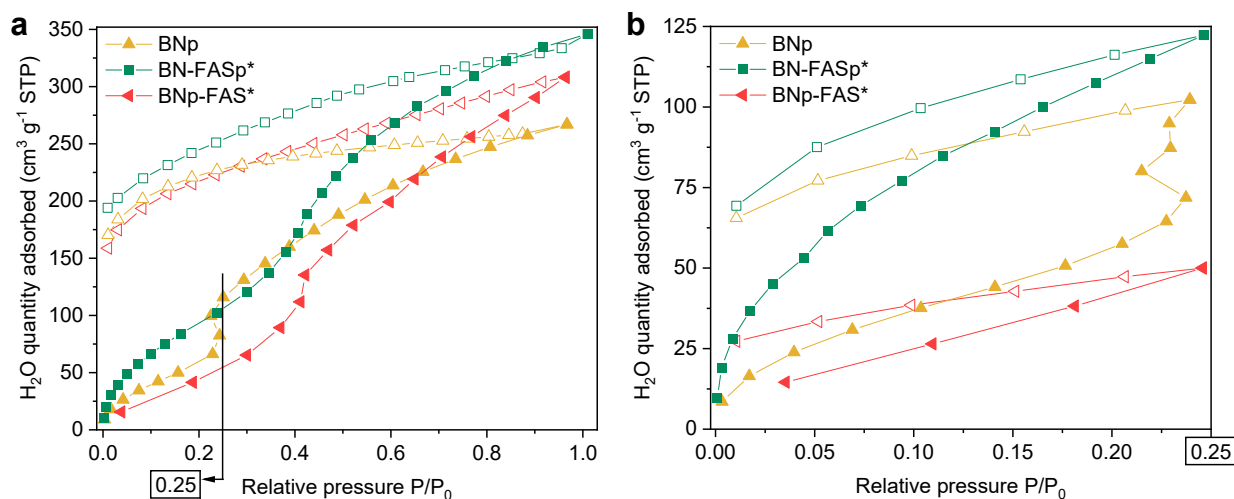 a
BNp
BN-FASp*
BNp-FAS*
H₂O quantity adsorbed (cm³ g⁻¹ STP)
350
300
250
200
150
100
50
0
0.0 0.2 0.4 0.6 0.8 1.0
0.25
Relative pressure P/P₀
b
BNp
BN-FASp*
BNp-FAS*
H₂O quantity adsorbed (cm³ g⁻¹ STP)
125
100
75
50
25
0
0.00 0.05 0.10 0.15 0.20 0.25
Relative pressure P/P₀